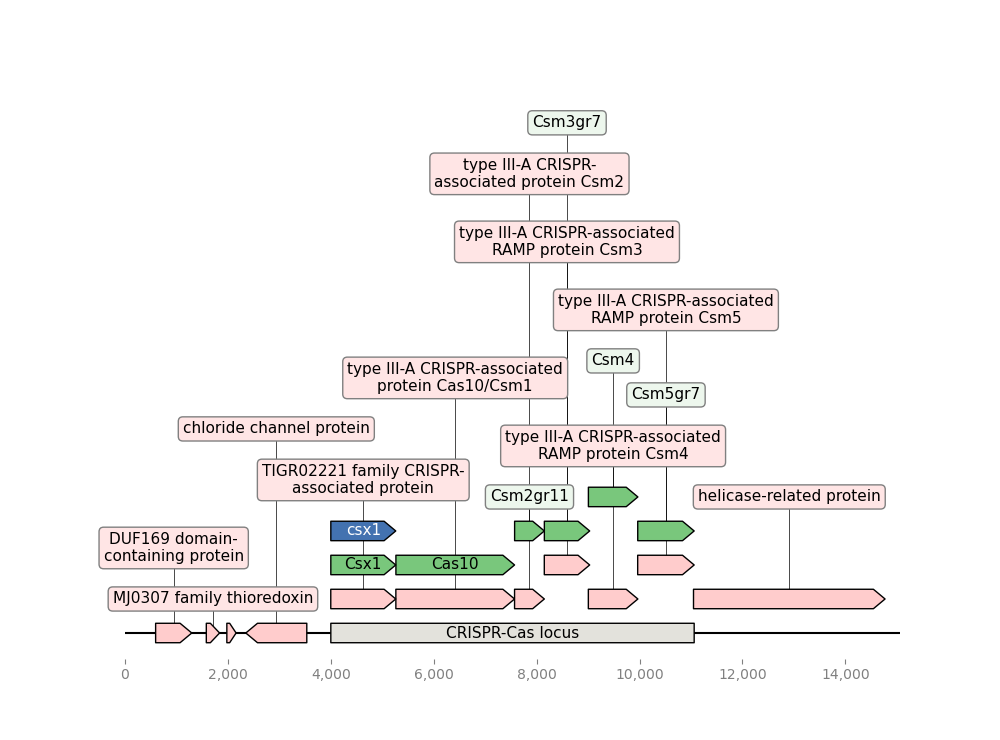 Csm3gr7
type III-A CRISPR-
associated protein Csm2
type III-A CRISPR-associated
RAMP protein Csm3
type III-A CRISPR-associated
RAMP protein Csm5
Csm4
type III-A CRISPR-associated
protein Cas10/Csm1
Csm5gr7
chloride channel protein
type III-A CRISPR-associated
RAMP protein Csm4
TIGR02221 family CRISPR-
associated protein
Csm2gr11
helicase-related protein
csx1
DUF169 domain-
containing protein
Csx1
Cas10
MJ0307 family thioredoxin
CRISPR-Cas locus
0
2,000
4,000
6,000
8,000
10,000
12,000
14,000